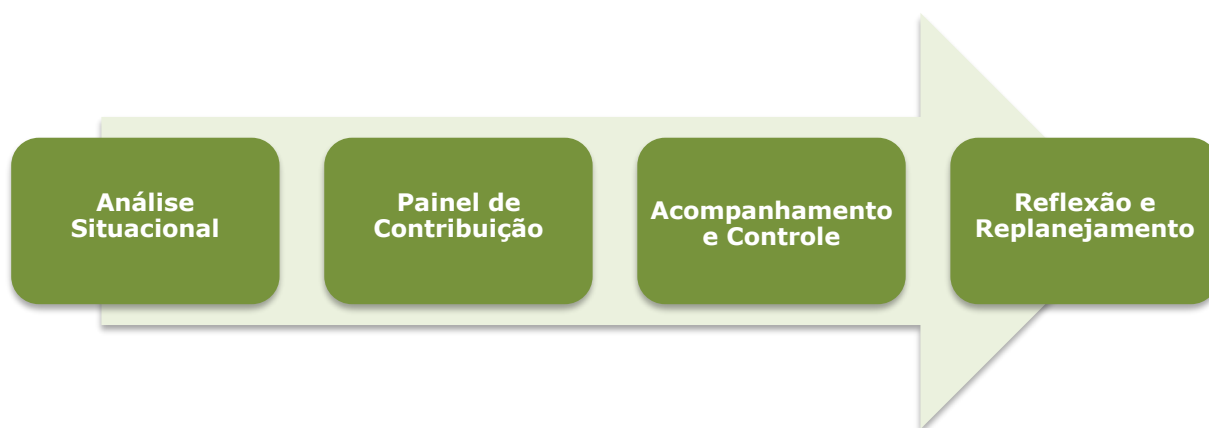 Análise
Situacional
Painel de
Contribuição
Acompanhamento
e Controle
Reflexão e
Replanejamento